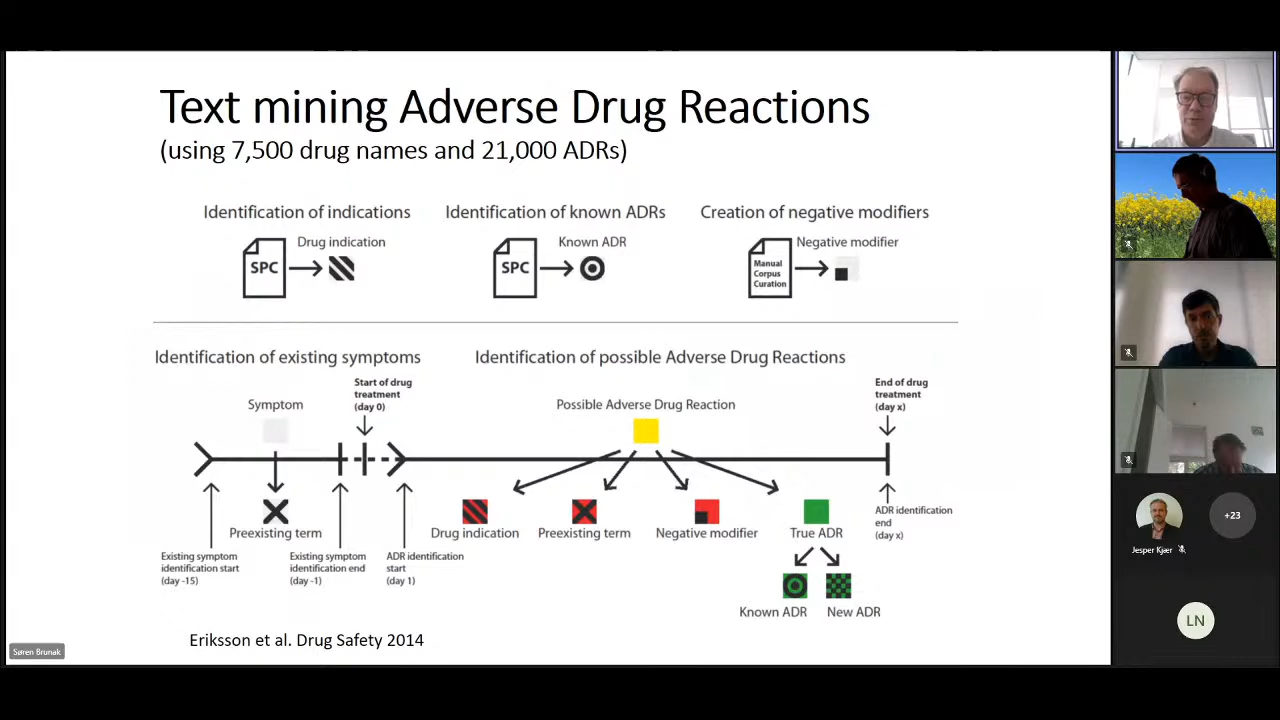 Text mining Adverse Drug Reactions
(using 7,500 drug names and 21,000 ADRs)
Identification of indications
Identification of known ADRs
Creation of negative modifiers
Drug indication
SPC
Known ADR
SPC
Negative modifier
Manual
Corpus
Curation
Identification of existing symptoms
Identification of possible Adverse Drug Reactions
Start of drug
treatment
(day 0)
End of drug
treatment
(day x)
Symptom
Possible Adverse Drug Reaction
Preexisting term
Drug indication
Preexisting term
Negative modifier
True ADR
ADR identification
end
(day x)
Existing symptom
identification start
(day -15)
Existing symptom
identification end
(day -1)
ADR identification
start
(day 1)
Known ADR
New ADR
Eriksson et al. Drug Safety 2014
Søren Brunak
+23
Jesper Kjær
LN